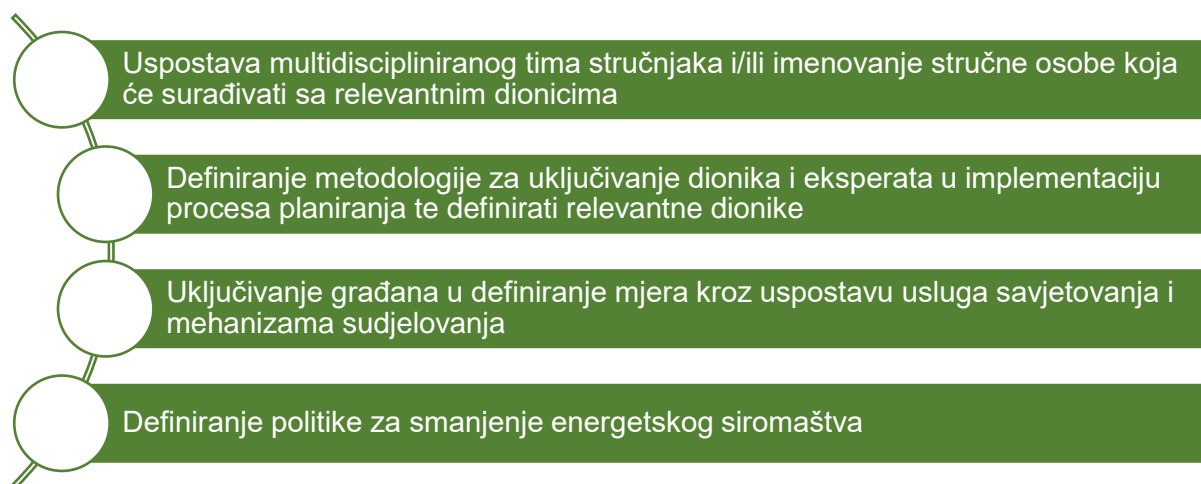 Uspostava multidiscipliniranog tima stručnjaka i/ili imenovanje stručne osobe koja
će surađivati sa relevantnim dionicima
Definiranje metodologije za uključivanje dionika i eksperata u implementaciju
procesa planiranja te definirati relevantne dionike
Uključivanje građana u definiranje mjera kroz uspostavu usluga savjetovanja i
mehanizama sudjelovanja
Definiranje politike za smanjenje energetskog siromaštva